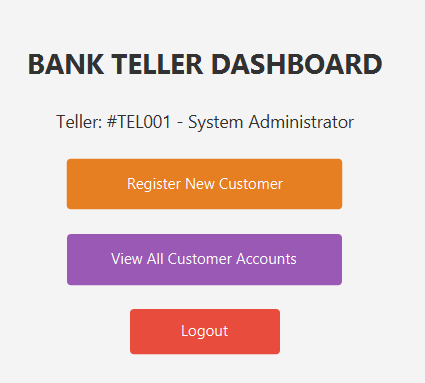 BANK TELLER DASHBOARD
Teller: #TEL001 - System Administrator
Register New Customer
View All Customer Accounts
Logout